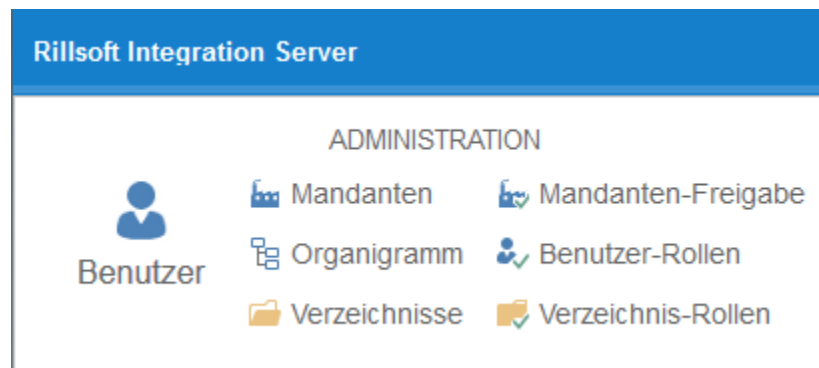 Rillsoft Integration Server
ADMINISTRATION
Mandanten Mandanten-Freigabe
Organigramm Benutzer-Rollen
Benutzer
Verzeichnisse Verzeichnis-Rollen